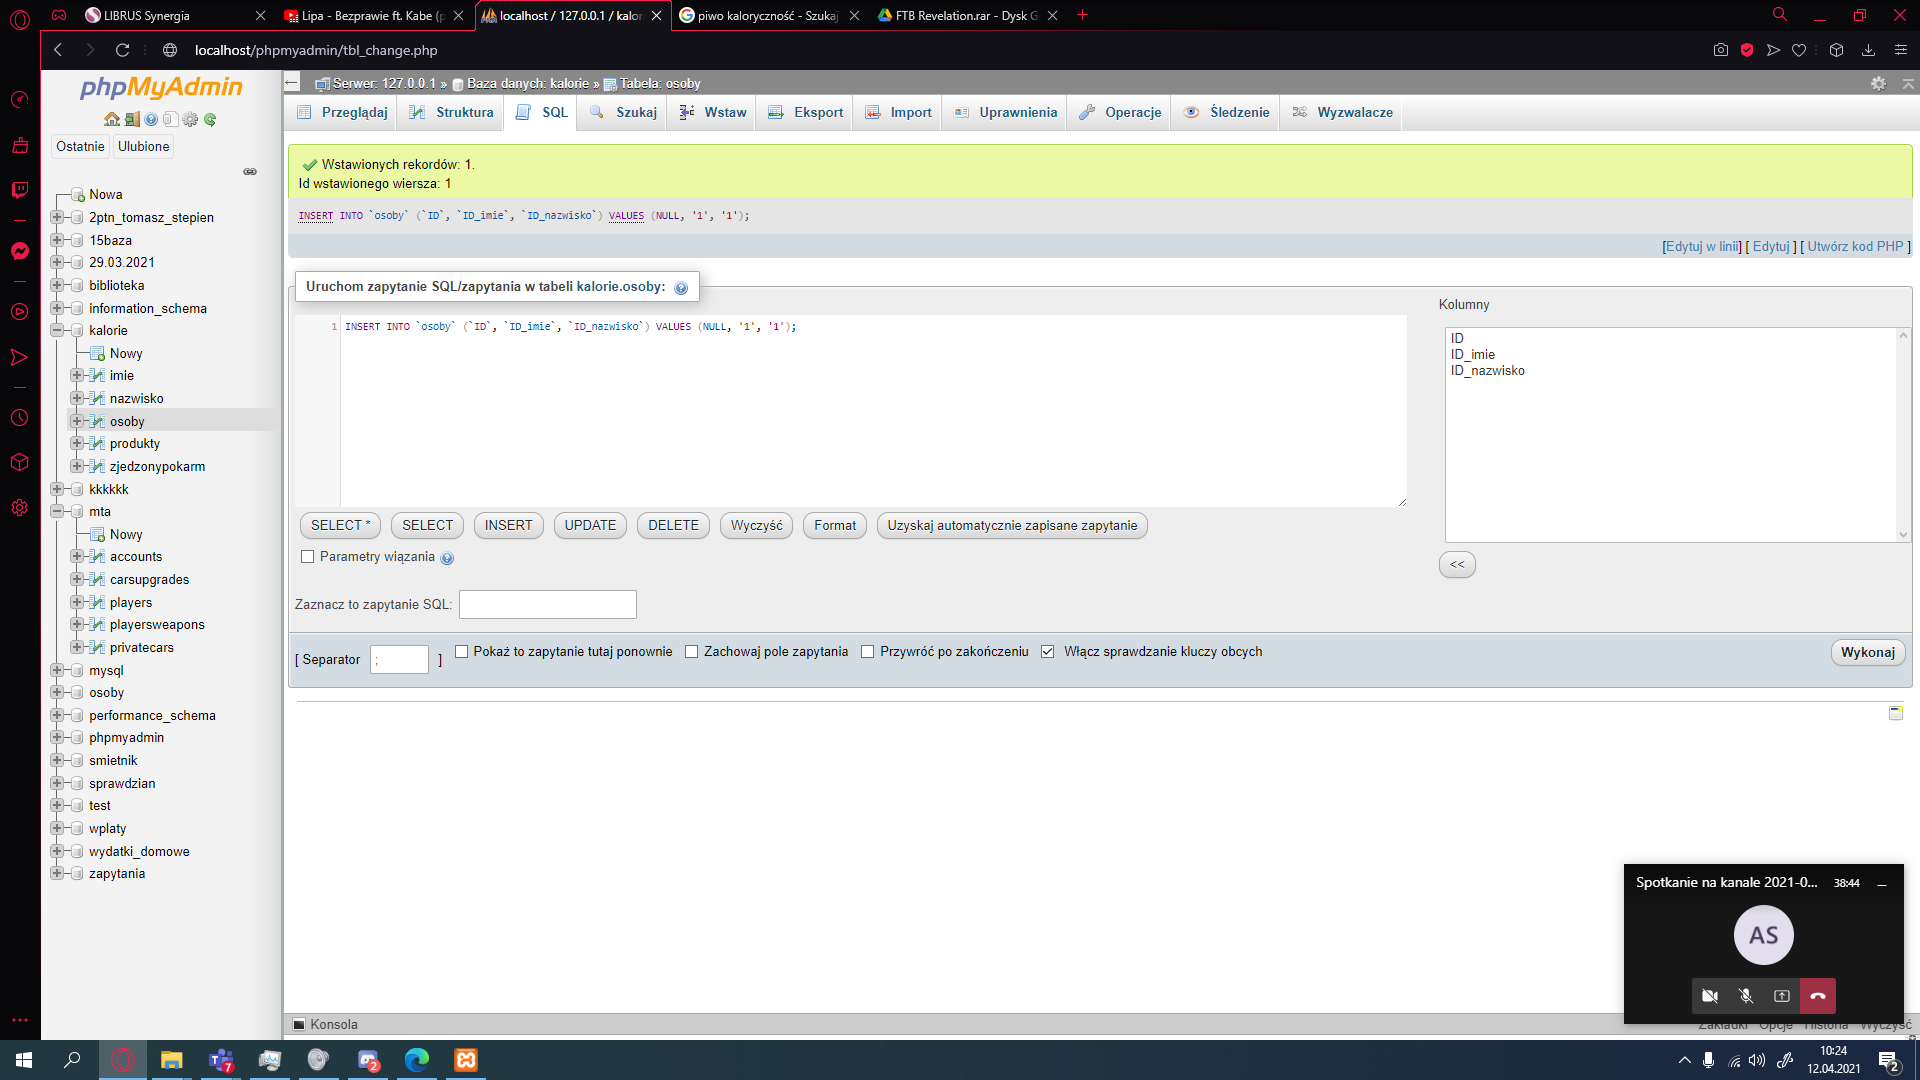 LIBRUS Synergia
Lipa - Bezprawie ft. Kabe (p
localhost / 127.0.0.1 / kalor
piwo kaloryczność - Szukaj
FTB Revelation.rar - Dysk G
localhost/phpmyadmin/tbl_change.php
phpMyAdmin
Ostatnie
Ulubione
Nowa
2ptn_tomasz_stepien
15baza
29.03.2021
biblioteka
information_schema
kalorie
Nowy
imie
nazwisko
osoby
produkty
zjedzonypokarm
kkkkkk
mta
Nowy
accounts
carsupgrades
players
playersweapons
privatecars
mysql
osoby
performance_schema
phpmyadmin
smietnik
sprawdzian
test
wplaty
wydatki_domowe
zapytania
Serwer: 127.0.0.1 » Baza danych: kalorie » Tabela: osoby
Przeglądaj
Struktura
SQL
Szukaj
Wstaw
Eksport
Import
Uprawnienia
Operacje
Śledzenie
Wyzwalacze
Wstawionych rekordów: 1.
Id wstawionego wiersza: 1
INSERT INTO `osoby` (`ID`, `ID_imie`, `ID_nazwisko`) VALUES (NULL, '1', '1');
[Edytuj w linii] [ Edytuj ] [ Utwórz kod PHP ]
Uruchom zapytanie SQL/zapytania w tabeli kalorie.osoby:
1 INSERT INTO `osoby` (`ID`, `ID_imie`, `ID_nazwisko`) VALUES (NULL, '1', '1');
Kolumny
ID
ID_imie
ID_nazwisko
<<
SELECT *
SELECT
INSERT
UPDATE
DELETE
Wyczyść
Format
Uzyskaj automatycznie zapisane zapytanie
Parametry wiązania
Zaznacz to zapytanie SQL:
[ Separator ; ]
Pokaż to zapytanie tutaj ponownie
Zachowaj pole zapytania
Przywróć po zakończeniu
Włącz sprawdzanie kluczy obcych
Wykonaj
Spotkanie na kanale 2021-0...
38:44
AS
Konsola
Zakładki Opcje Historia Wyczyść
7
2
10:24
12.04.2021
2